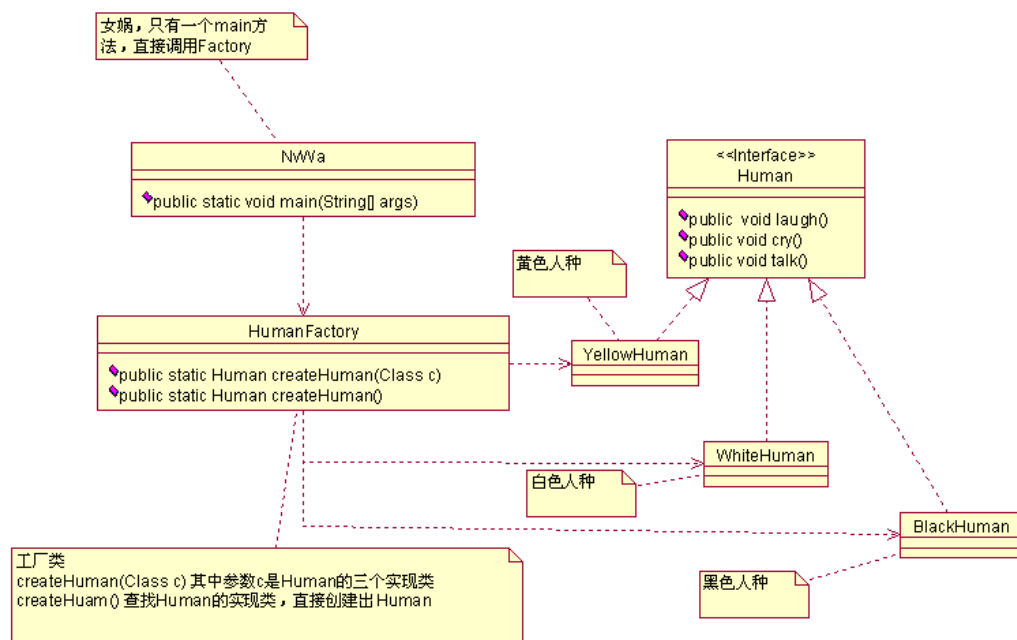 女娲，只有一个main方
法，直接调用Factory
NvWa
public static void main(String[] args)
<<Interface>>
Human
public  void laugh()
public void cry()
public void talk()
黄色人种
HumanFactory
public static Human createHuman(Class c)
public static Human createHuman()
YellowHuman
WhiteHuman
白色人种
BlackHuman
黑色人种
工厂类
createHuman(Class c) 其中参数c是Human的三个实现类
createHuam() 查找Human的实现类，直接创建出Human